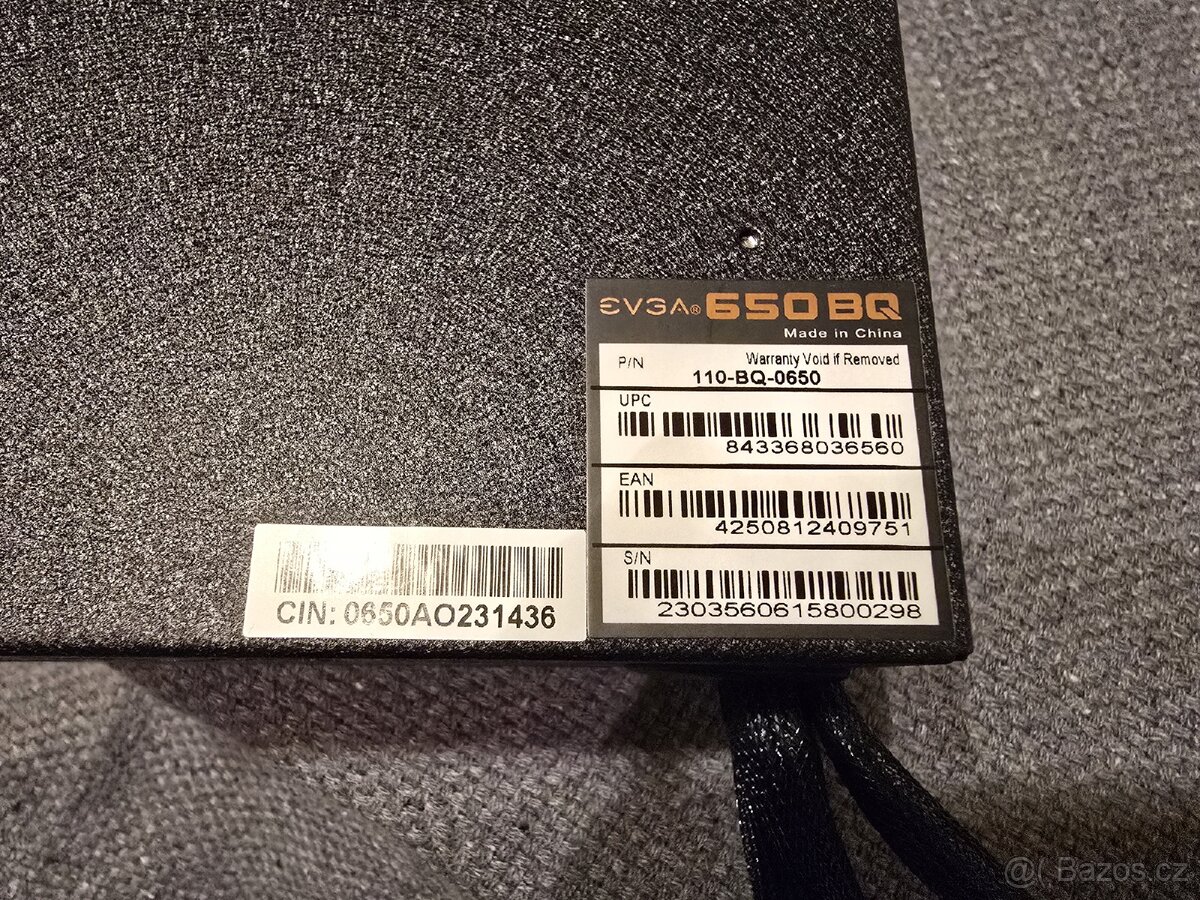 EVGA® 650 BQ
Made in China
P/N Warranty Void if Removed
110-BQ-0650
UPC
843368036560
EAN
4250812409751
S/N
2303560615800298
CIN: 0650AO231436
@( Bazos.cz